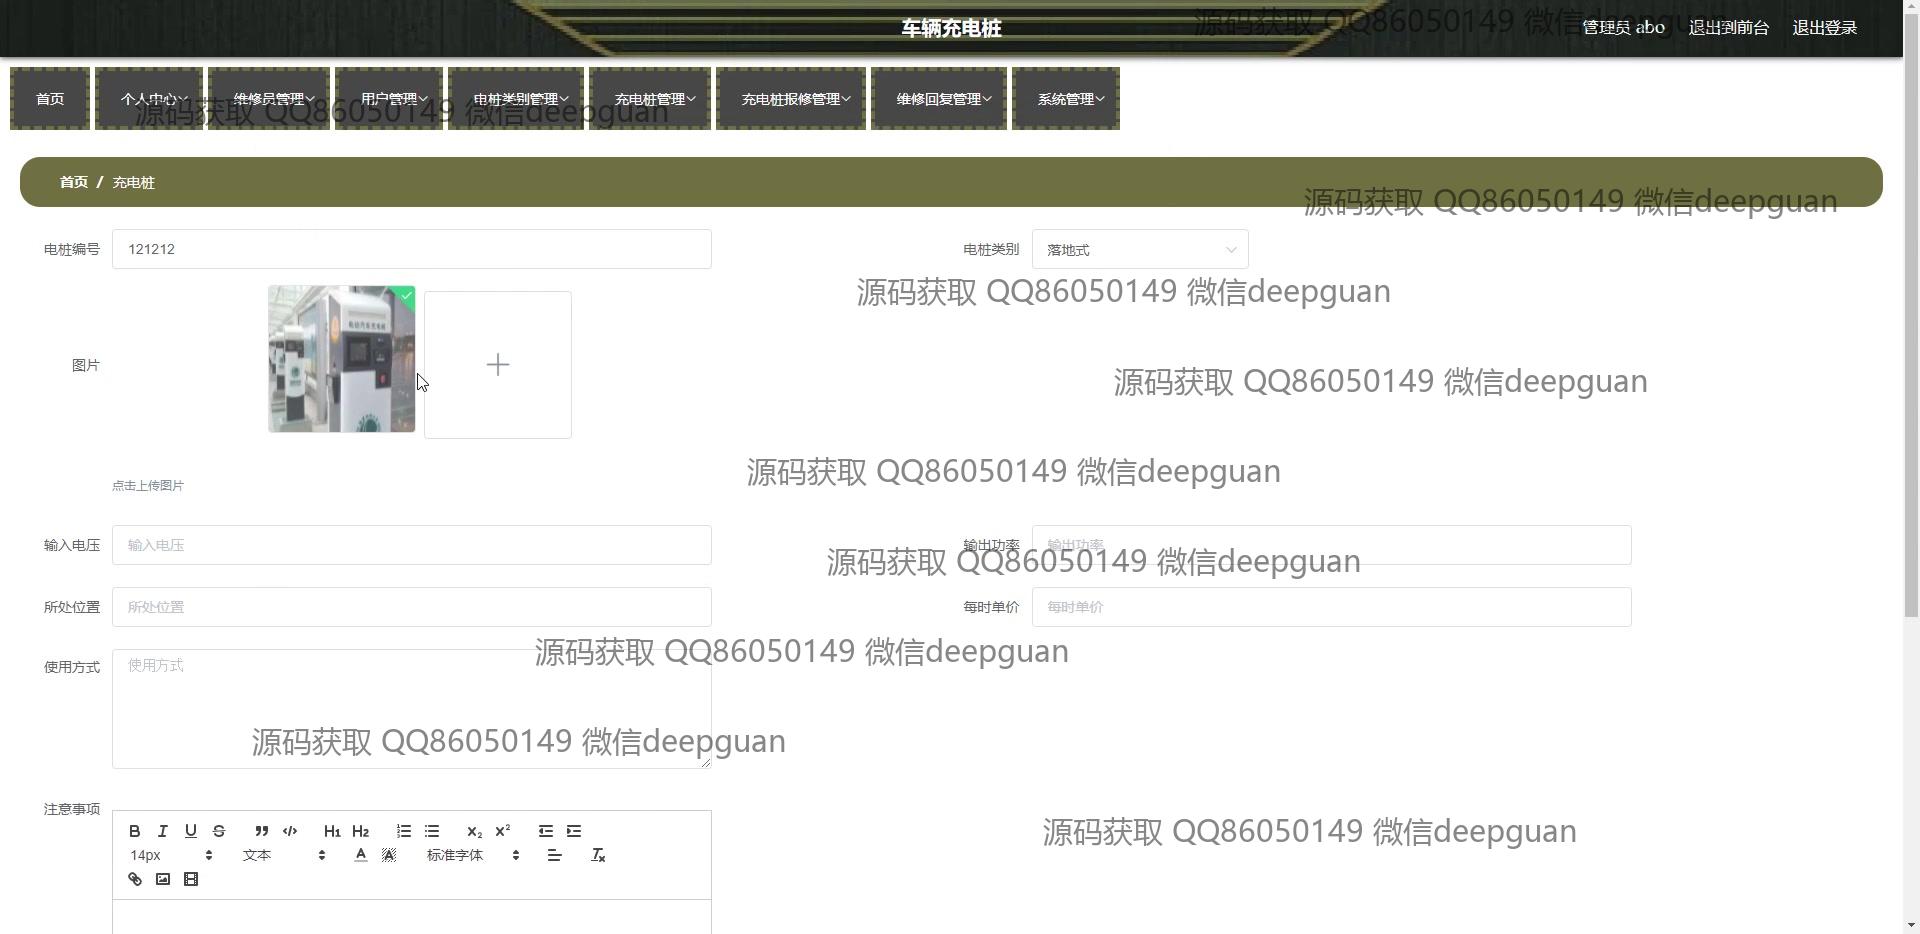 车辆充电桩
源码获取 QQ86050149 微信deepguan
管理员 abo 退出到前台 退出登录
首页 个人中心 维修员管理 用户管理 电桩类别管理 充电桩管理 充电桩报修管理 维修回复管理 系统管理
源码获取 QQ86050149 微信deepguan
首页 / 充电桩
源码获取 QQ86050149 微信deepguan
电桩编号 121212 电桩类别 落地式
源码获取 QQ86050149 微信deepguan
图片
源码获取 QQ86050149 微信deepguan
源码获取 QQ86050149 微信deepguan
点击上传图片
输入电压 输入电压 输出功率 输出功率
源码获取 QQ86050149 微信deepguan
所处位置 所处位置 每时单价 每时单价
源码获取 QQ86050149 微信deepguan
使用方式 使用方式
源码获取 QQ86050149 微信deepguan
注意事项
源码获取 QQ86050149 微信deepguan
B I U S H1 H2 x2 x2
14px 文本 A A 标准字体 Tx